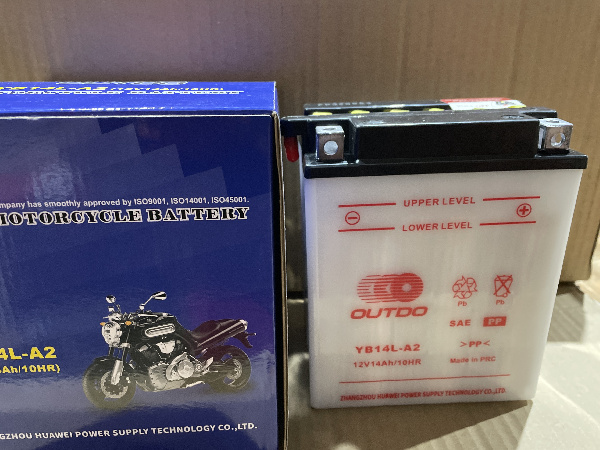 ompany has smoothly approved by ISO9001, ISO14001, ISO45001.
MOTORCYCLE BATTERY
4L-A2
Ah/10HR)
GZHOU HUAWEI POWER SUPPLY TECHNOLOGY CO.,LTD.
UPPER LEVEL
LOWER LEVEL
OUTDO
Pb
Pb
SAE PP
>PP<
YB14L-A2
12V14Ah/10HR
Made in PRC
ZHANGZHOU HUAWEI POWER SUPPLY TECHNOLOGY CO.,LTD.